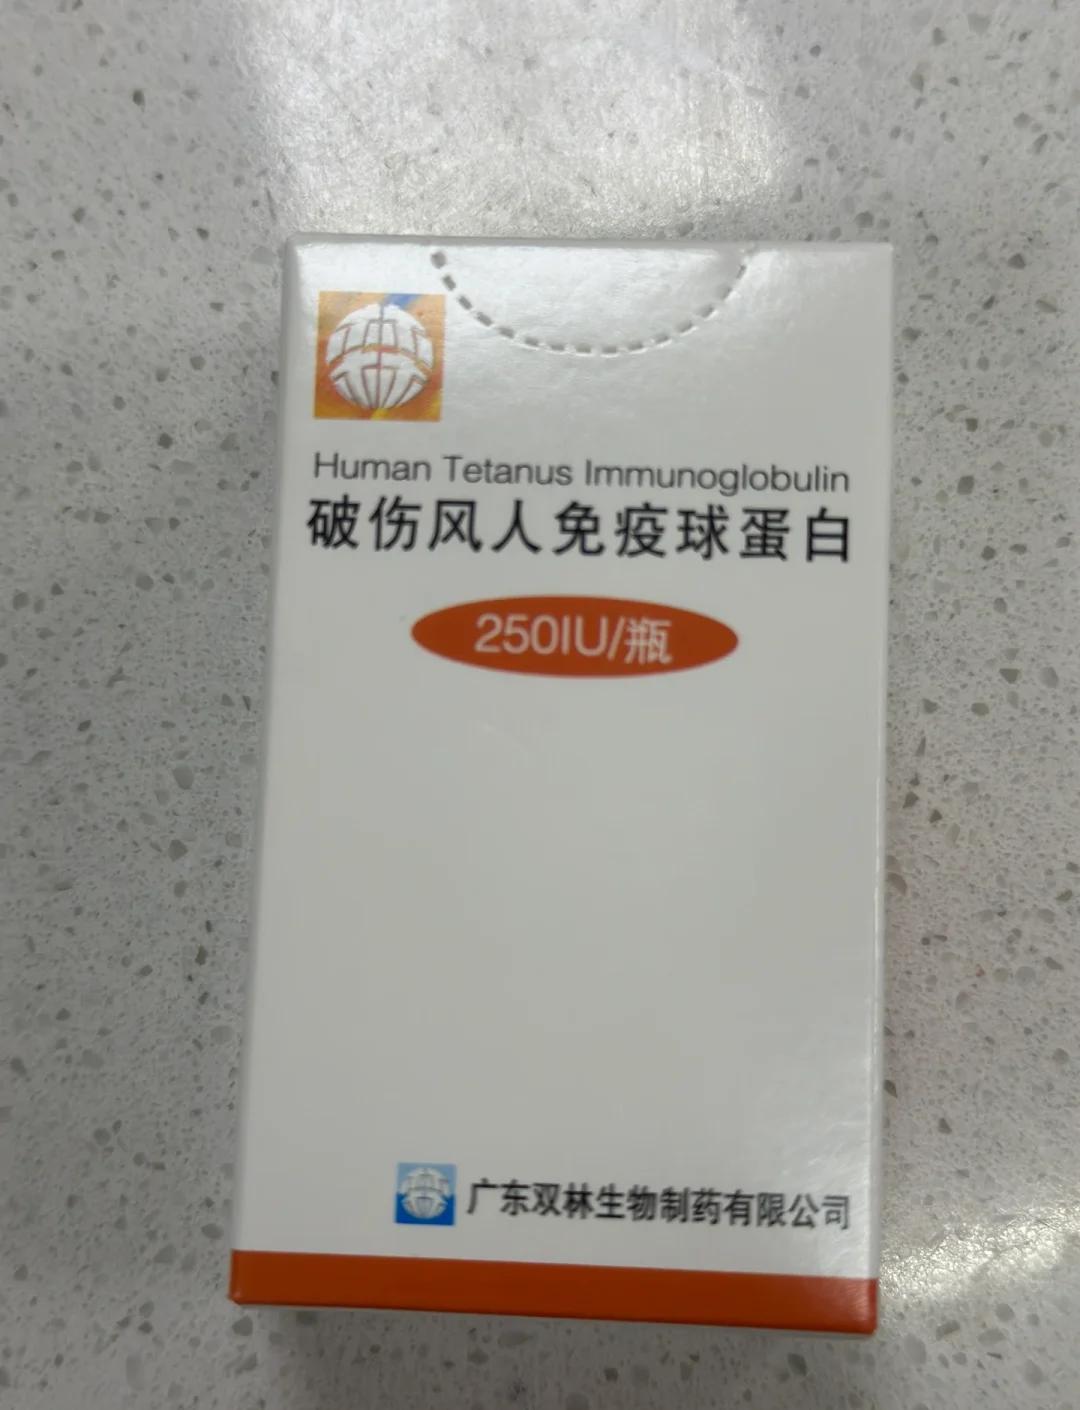 Human Tetanus Immunoglobulin
破伤风人免疫球蛋白
250IU/瓶
广东双林生物制药有限公司